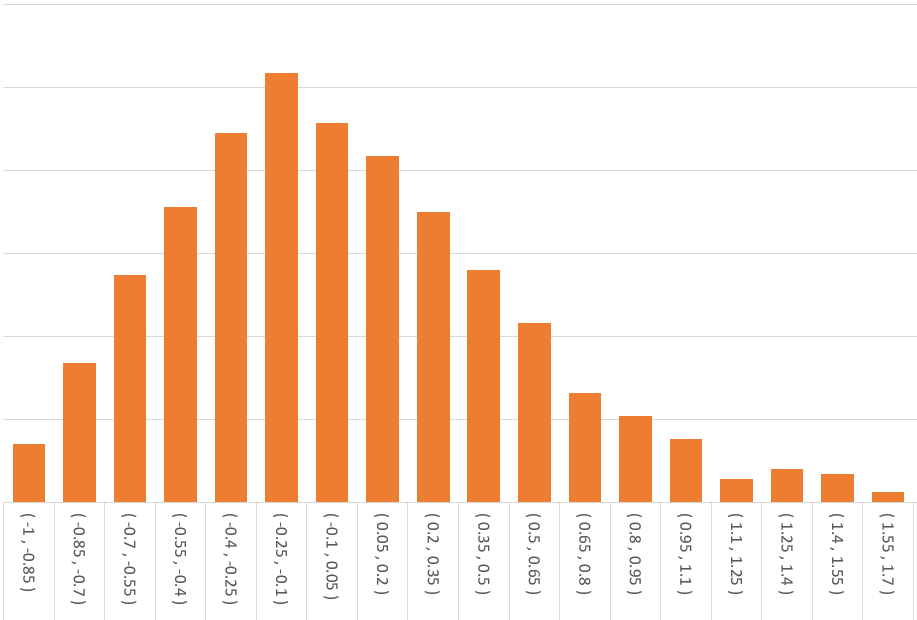 ( -1 , -0.85 )
( -0.85 , -0.7 )
( -0.7 , -0.55 )
( -0.55 , -0.4 )
( -0.4 , -0.25 )
( -0.25 , -0.1 )
( -0.1 , 0.05 )
( 0.05 , 0.2 )
( 0.2 , 0.35 )
( 0.35 , 0.5 )
( 0.5 , 0.65 )
( 0.65 , 0.8 )
( 0.8 , 0.95 )
( 0.95 , 1.1 )
( 1.1 , 1.25 )
( 1.25 , 1.4 )
( 1.4 , 1.55 )
( 1.55 , 1.7 )